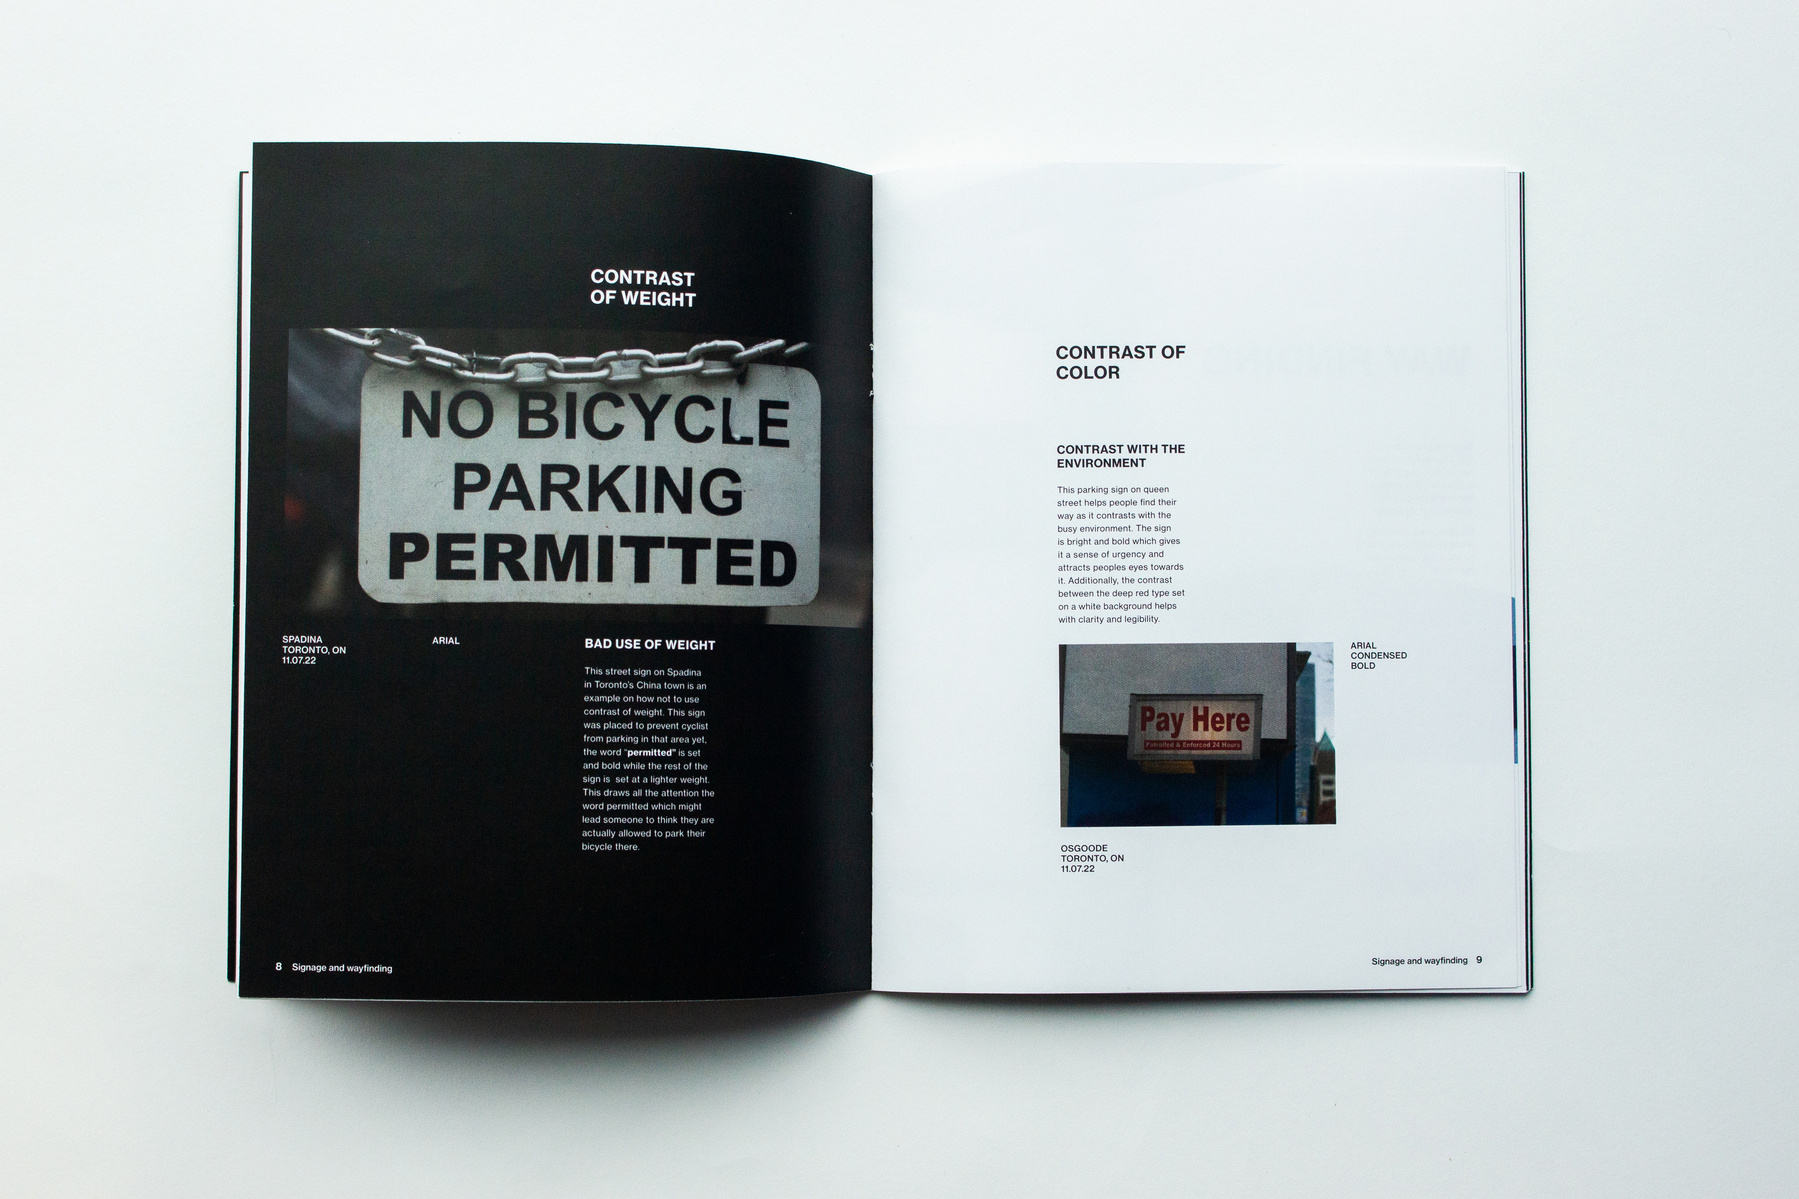 CONTRAST
OF WEIGHT
NO BICYCLE
PARKING
PERMITTED
SPADINA
TORONTO, ON
11.07.22
ARIAL
BAD USE OF WEIGHT
This street sign on Spadina
in Toronto's China town is an
example on how not to use
contrast of weight. This sign
was placed to prevent cyclist
from parking in that area yet,
the word "permitted" is set
and bold while the rest of the
sign is set at a lighter weight.
This draws all the attention the
word permitted which might
lead someone to think they are
actually allowed to park their
bicycle there.
8 Signage and wayfinding
CONTRAST OF
COLOR
CONTRAST WITH THE
ENVIRONMENT
This parking sign on queen
street helps people find their
way as it contrasts with the
busy environment. The sign
is bright and bold which gives
it a sense of urgency and
attracts peoples eyes towards
it. Additionally, the contrast
between the deep red type set
on a white background helps
with clarity and legibility.
Pay Here
Patrolled & Enforced 24 Hours
ARIAL
CONDENSED
BOLD
OSGOODE
TORONTO, ON
11.07.22
Signage and wayfinding 9